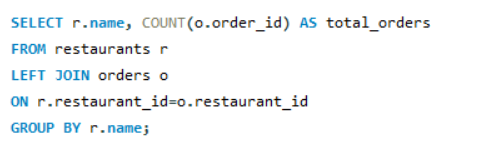 SELECT r.name, COUNT(o.order_id) AS total_orders
FROM restaurants r
LEFT JOIN orders o
ON r.restaurant_id=o.restaurant_id
GROUP BY r.name;